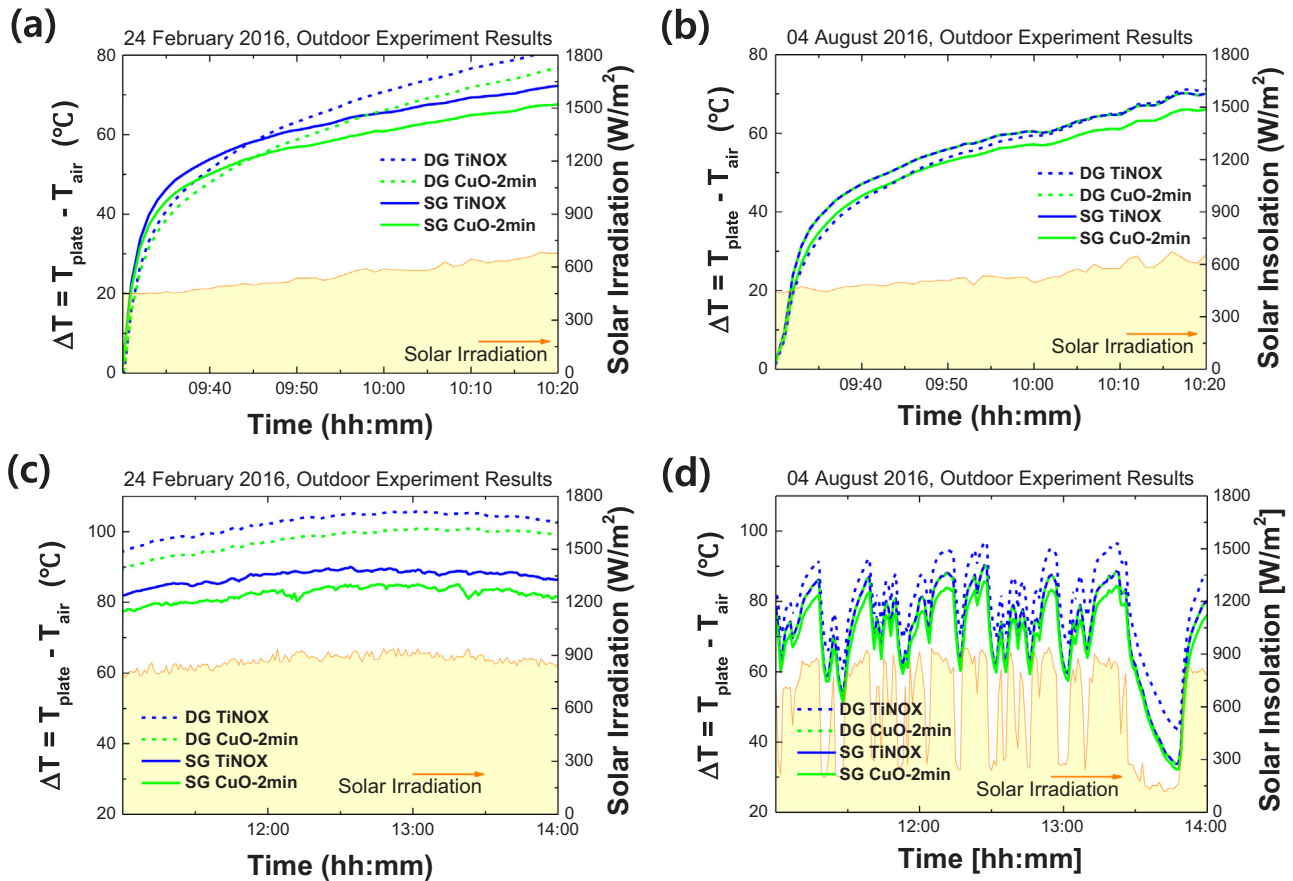 (a)
24 February 2016, Outdoor Experiment Results
ΔT = T_plate - T_air (℃)
80
60
40
20
0
DG TiNOX
DG CuO-2min
SG TiNOX
SG CuO-2min
Solar Irradiation
1800
1500
1200
900
600
300
0
Solar Irradiation (W/m²)
09:40
09:50
10:00
10:10
10:20
Time (hh:mm)
(b)
04 August 2016, Outdoor Experiment Results
ΔT = T_plate - T_air (℃)
80
60
40
20
0
DG TiNOX
DG CuO-2min
SG TiNOX
SG CuO-2min
Solar Irradiation
1800
1500
1200
900
600
300
0
Solar Insolation (W/m²)
09:40
09:50
10:00
10:10
10:20
Time (hh:mm)
(c)
24 February 2016, Outdoor Experiment Results
ΔT = T_plate - T_air (℃)
100
80
60
40
20
DG TiNOX
DG CuO-2min
SG TiNOX
SG CuO-2min
Solar Irradiation
1800
1500
1200
900
600
300
0
Solar Irradiation (W/m²)
12:00
13:00
14:00
Time (hh:mm)
(d)
04 August 2016, Outdoor Experiment Results
ΔT = T_plate - T_air (℃)
100
80
60
40
20
DG TiNOX
DG CuO-2min
SG TiNOX
SG CuO-2min
Solar Irradiation
1800
1500
1200
900
600
300
0
Solar Insolation [W/m²]
12:00
13:00
14:00
Time [hh:mm]